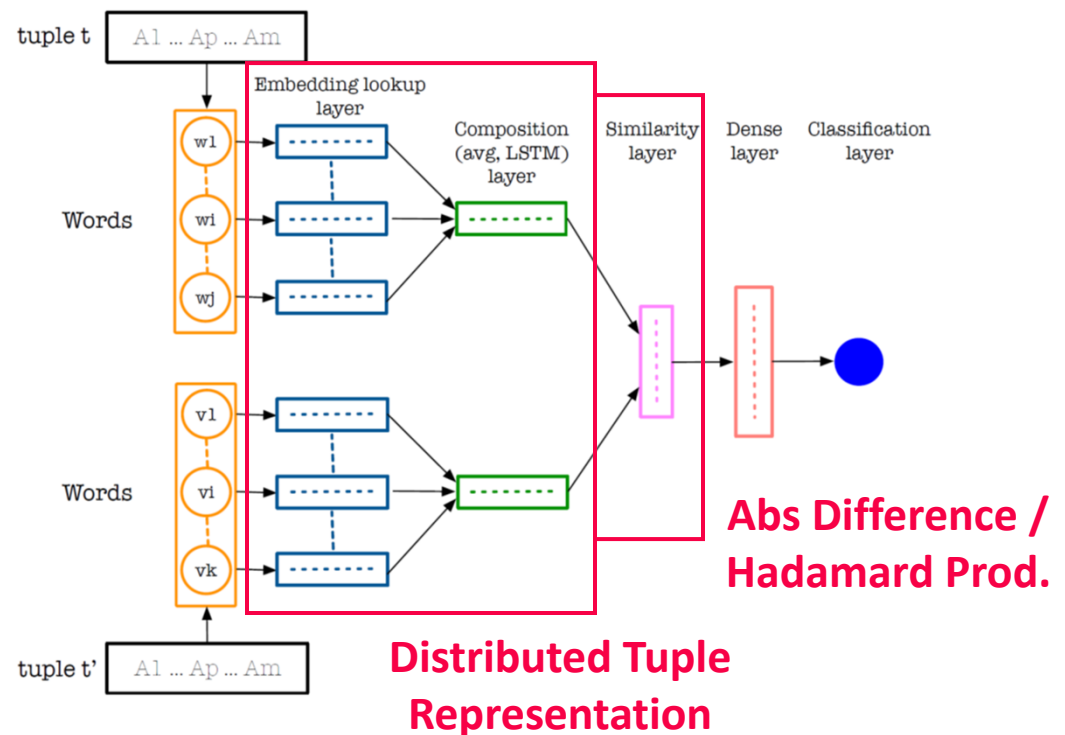 tuple t
A1 ... Ap ... Am
Embedding lookup
layer
Composition
(avg, LSTM)
layer
Similarity
layer
Dense
layer
Classification
layer
w1
Words
wi
wj
v1
Words
vi
vk
Abs Difference /
Hadamard Prod.
tuple t’
A1 ... Ap ... Am
Distributed Tuple
Representation